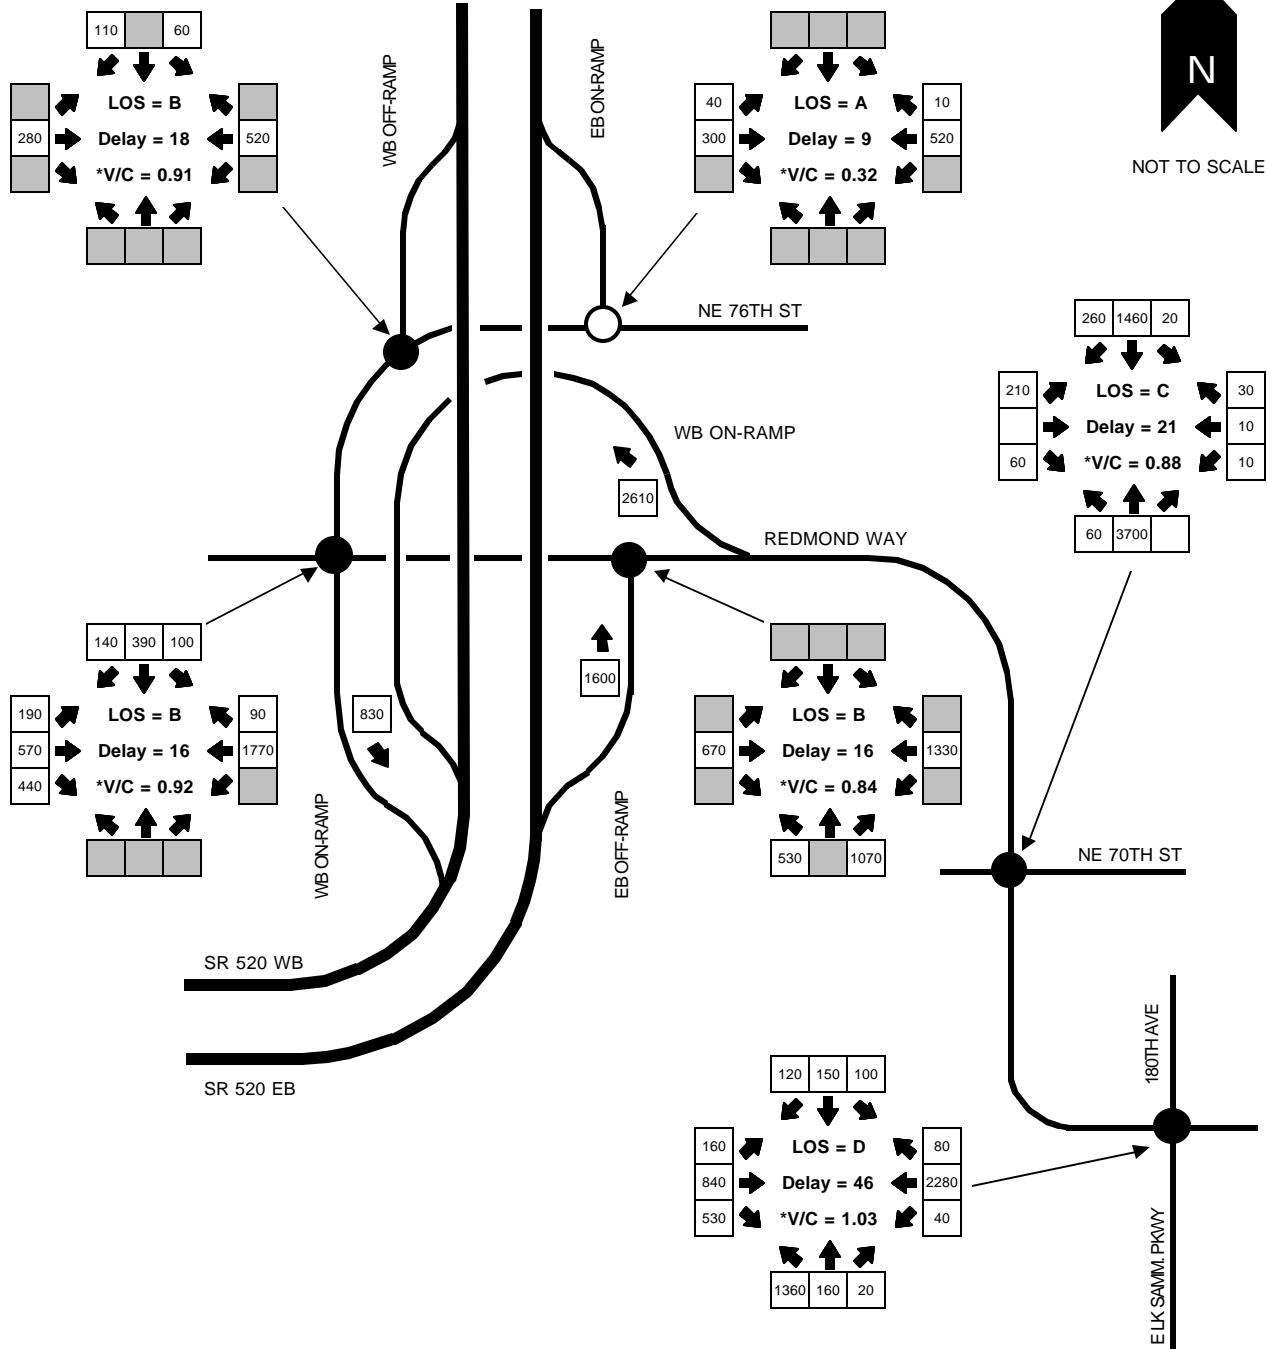 110 60
280 520
LOS = B
Delay = 18
*V/C = 0.91
WB OFF-RAMP
EB ON-RAMP
40 10
300 520
LOS = A
Delay = 9
*V/C = 0.32
N
NOT TO SCALE
NE 76TH ST
WB ON-RAMP
2610
REDMOND WAY
260 1460 20
210 30
10
60 10
LOS = C
Delay = 21
*V/C = 0.88
60 3700
140 390 100
190 90
570 1770
440
LOS = B
Delay = 16
*V/C = 0.92
830
WB ON-RAMP
1600
EB OFF-RAMP
LOS = B
670 1330
Delay = 16
*V/C = 0.84
530 1070
NE 70TH ST
SR 520 WB
SR 520 EB
180TH AVE
120 150 100
160 80
840 2280
530 40
LOS = D
Delay = 46
*V/C = 1.03
1360 160 20
E LK SAMM. PKWY